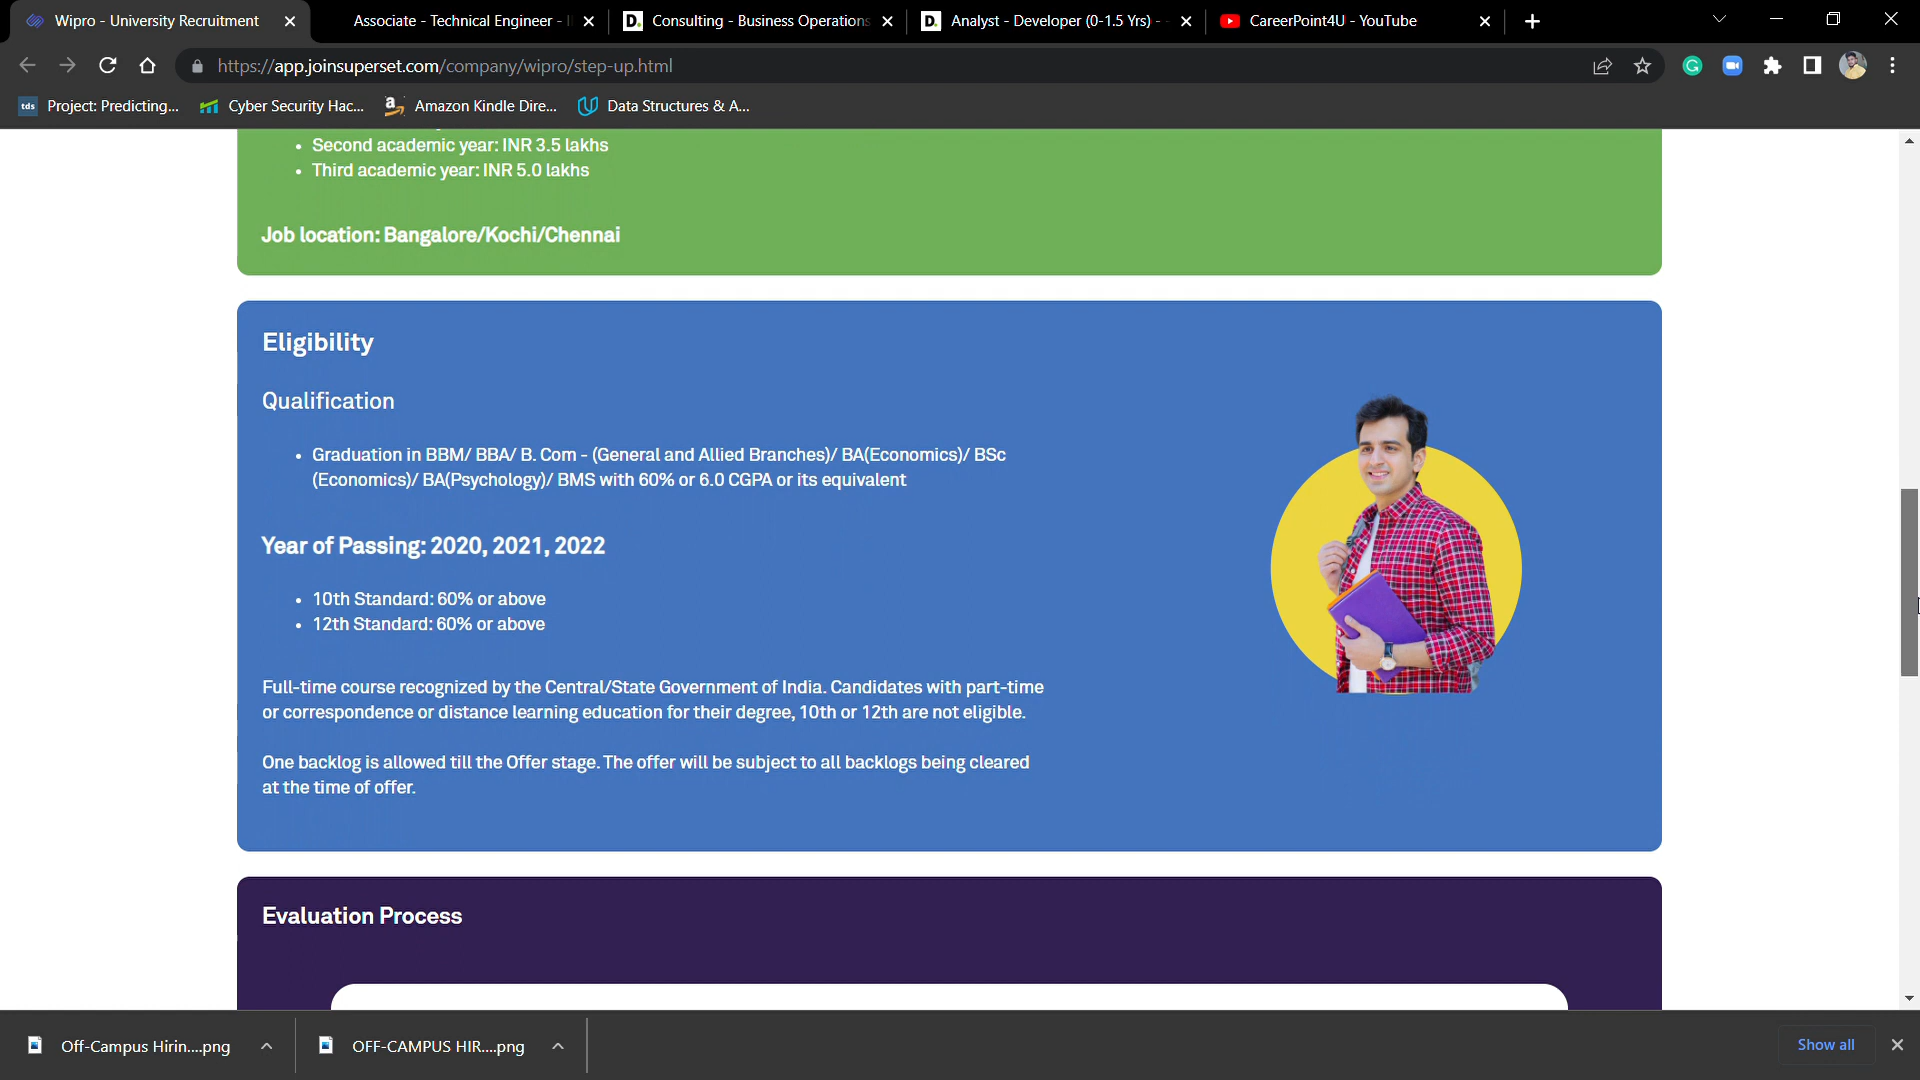 Wipro - University Recruitment
Associate - Technical Engineer -
Consulting - Business Operations
Analyst - Developer (0-1.5 Yrs) -
CareerPoint4U - YouTube
https://app.joinsuperset.com/company/wipro/step-up.html
tds Project: Predicting...
Cyber Security Hac...
Amazon Kindle Dire...
Data Structures & A...
• Second academic year: INR 3.5 lakhs
• Third academic year: INR 5.0 lakhs
Job location: Bangalore/Kochi/Chennai
Eligibility
Qualification
• Graduation in BBM/ BBA/ B. Com - (General and Allied Branches)/ BA(Economics)/ BSc
(Economics)/ BA(Psychology)/ BMS with 60% or 6.0 CGPA or its equivalent
Year of Passing: 2020, 2021, 2022
• 10th Standard: 60% or above
• 12th Standard: 60% or above
Full-time course recognized by the Central/State Government of India. Candidates with part-time
or correspondence or distance learning education for their degree, 10th or 12th are not eligible.
One backlog is allowed till the Offer stage. The offer will be subject to all backlogs being cleared
at the time of offer.
Evaluation Process
Off-Campus Hirin....png
OFF-CAMPUS HIR....png
Show all